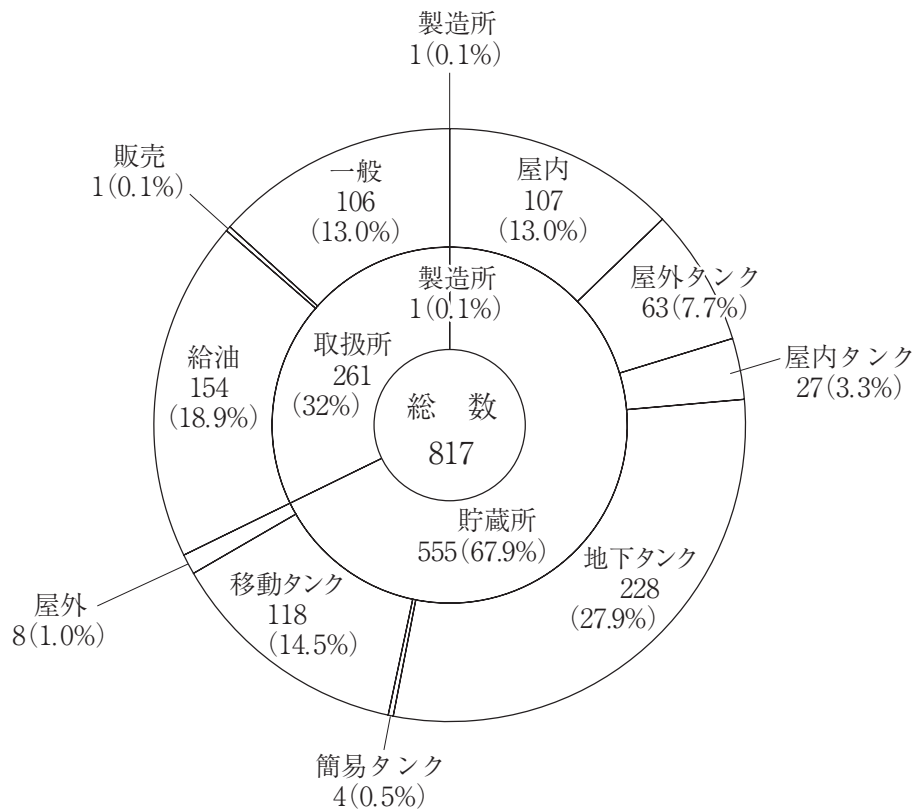 製造所
1(0.1%)
販売
1(0.1%)
一般
106
(13.0%)
屋内
107
(13.0%)
製造所
1(0.1%)
屋外タンク
63(7.7%)
取扱所
261
(32%)
給油
154
(18.9%)
屋内タンク
27(3.3%)
総 数
817
貯蔵所
555(67.9%)
地下タンク
228
(27.9%)
移動タンク
118
(14.5%)
屋外
8(1.0%)
簡易タンク
4(0.5%)